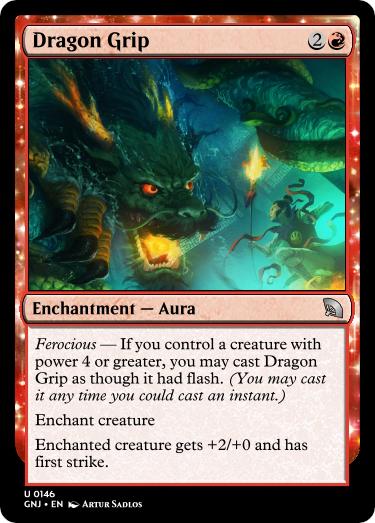 Dragon Grip 2
Enchantment — Aura
Ferocious — If you control a creature with
power 4 or greater, you may cast Dragon
Grip as though it had flash. (You may cast
it any time you could cast an instant.)
Enchant creature
Enchanted creature gets +2/+0 and has
first strike.
U 0146
GNJ • EN Artur Sadlos